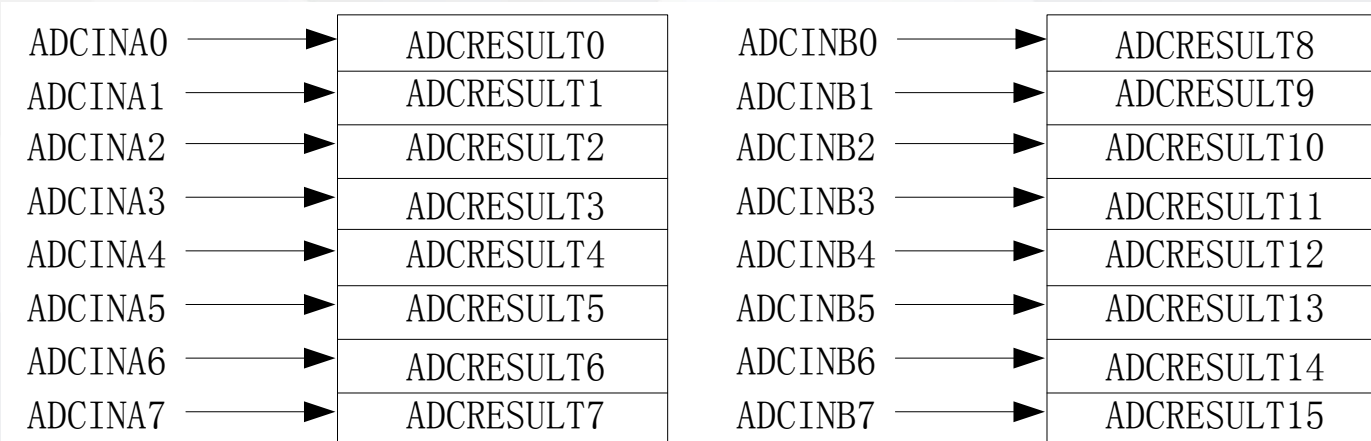 ADCINA0 ADCRESULT0 ADCINB0 ADCRESULT8
ADCINA1 ADCRESULT1 ADCINB1 ADCRESULT9
ADCINA2 ADCRESULT2 ADCINB2 ADCRESULT10
ADCINA3 ADCRESULT3 ADCINB3 ADCRESULT11
ADCINA4 ADCRESULT4 ADCINB4 ADCRESULT12
ADCINA5 ADCRESULT5 ADCINB5 ADCRESULT13
ADCINA6 ADCRESULT6 ADCINB6 ADCRESULT14
ADCINA7 ADCRESULT7 ADCINB7 ADCRESULT15